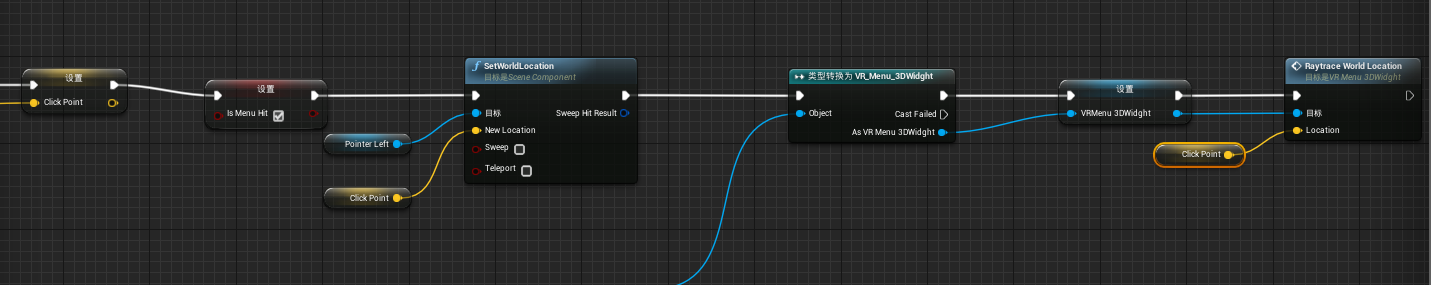 设置
Click Point
设置
Is Menu Hit
Pointer Left
Click Point
SetWorldLocation
目标是Scene Component
目标
Sweep Hit Result
New Location
Sweep
Teleport
类型转换为 VR_Menu_3DWidght
Object
Cast Failed
As VR Menu 3DWidght
设置
VRMenu 3DWidght
Click Point
Raytrace World Location
目标是VR Menu 3DWidght
目标
Location